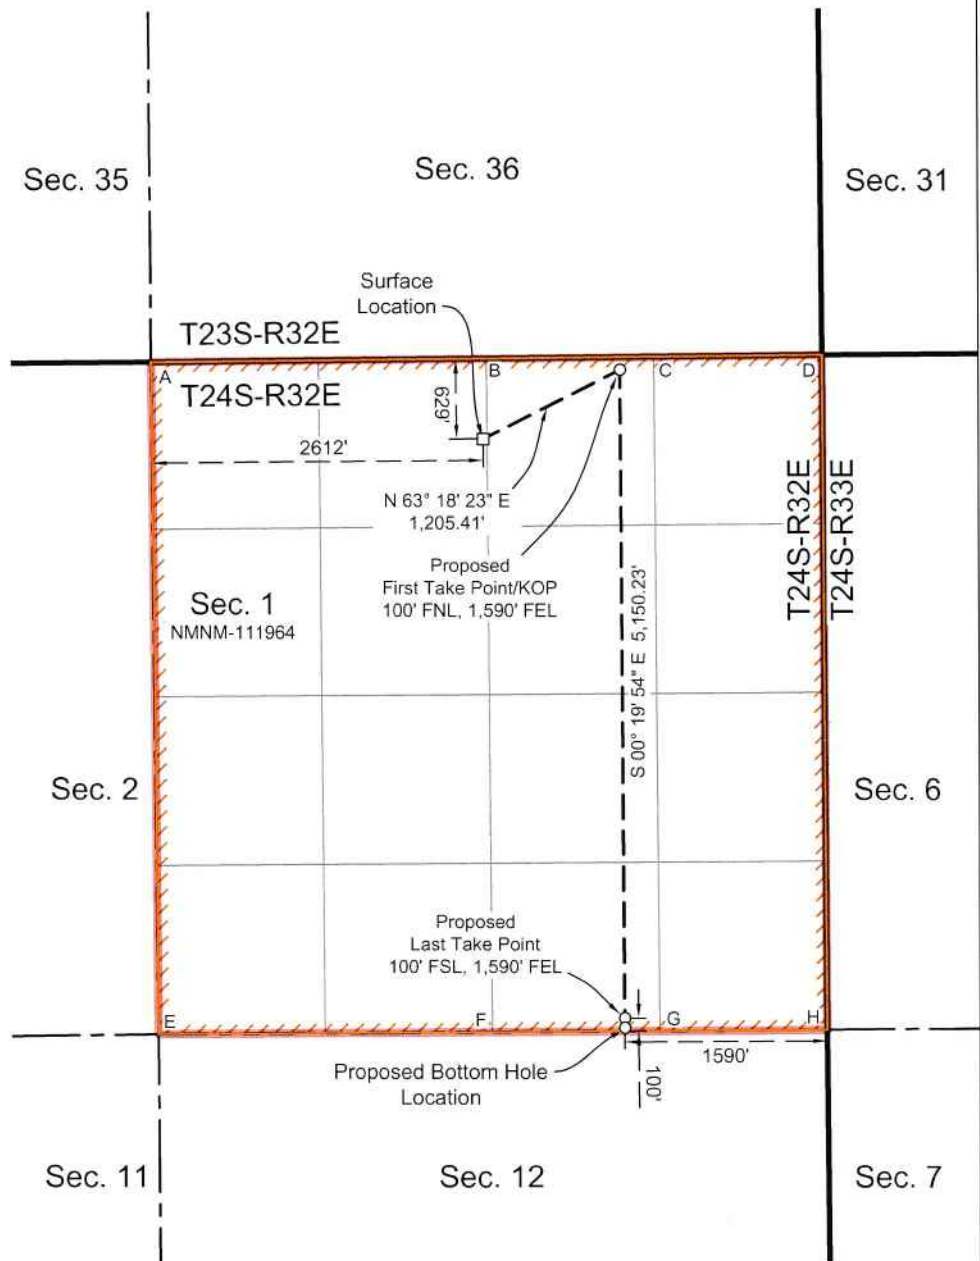 Sec. 35
Sec. 36
Sec. 31
Surface
Location
T23S-R32E
A
B
C
D
T24S-R32E
629'
2612'
N 63° 18' 23" E
1,205.41'
Proposed
First Take Point/KOP
100' FNL, 1,590' FEL
T24S-R32E
T24S-R33E
Sec. 1
NMNM-111964
S 00° 19' 54" E 5,150.23'
Sec. 2
Sec. 6
Proposed
Last Take Point
100' FSL, 1,590' FEL
E
F
G
H
1590'
100'
Proposed Bottom Hole
Location
Sec. 11
Sec. 12
Sec. 7